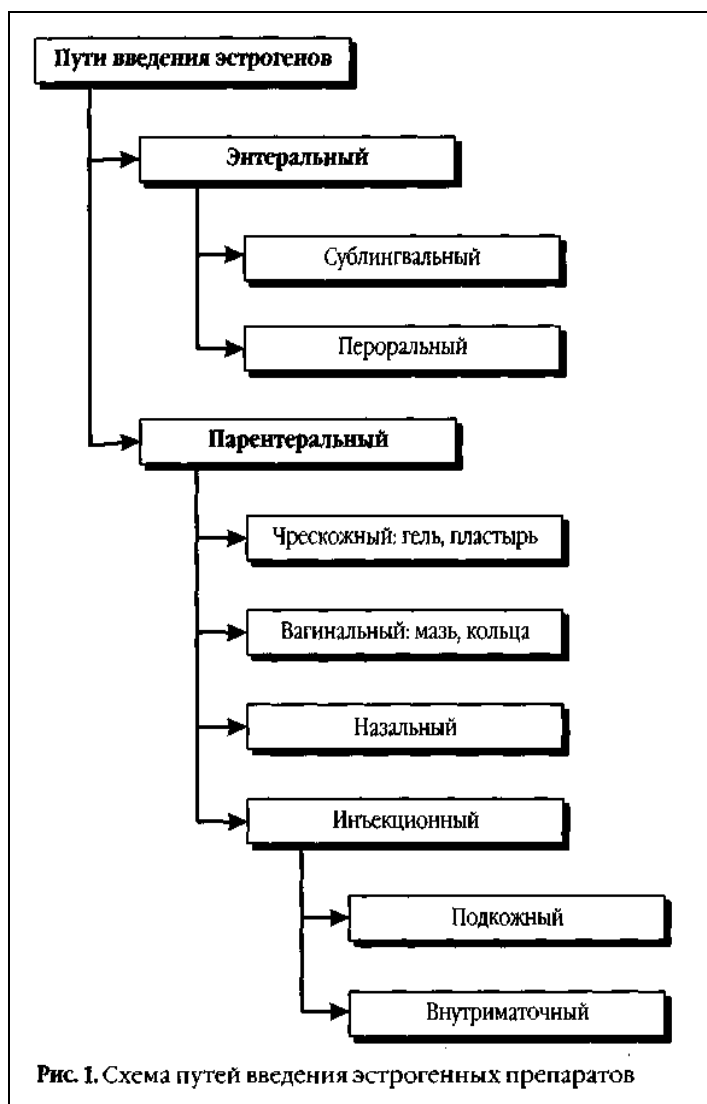 Пути введения эстрогенов
Энтеральный
Сублингвальный
Пероральный
Парентеральный
Чрескожный: гель, пластырь
Вагинальный: мазь, кольца
Назальный
Инъекционный
Подкожный
Внутриматочный
Рис. 1. Схема путей введения эстрогенных препаратов